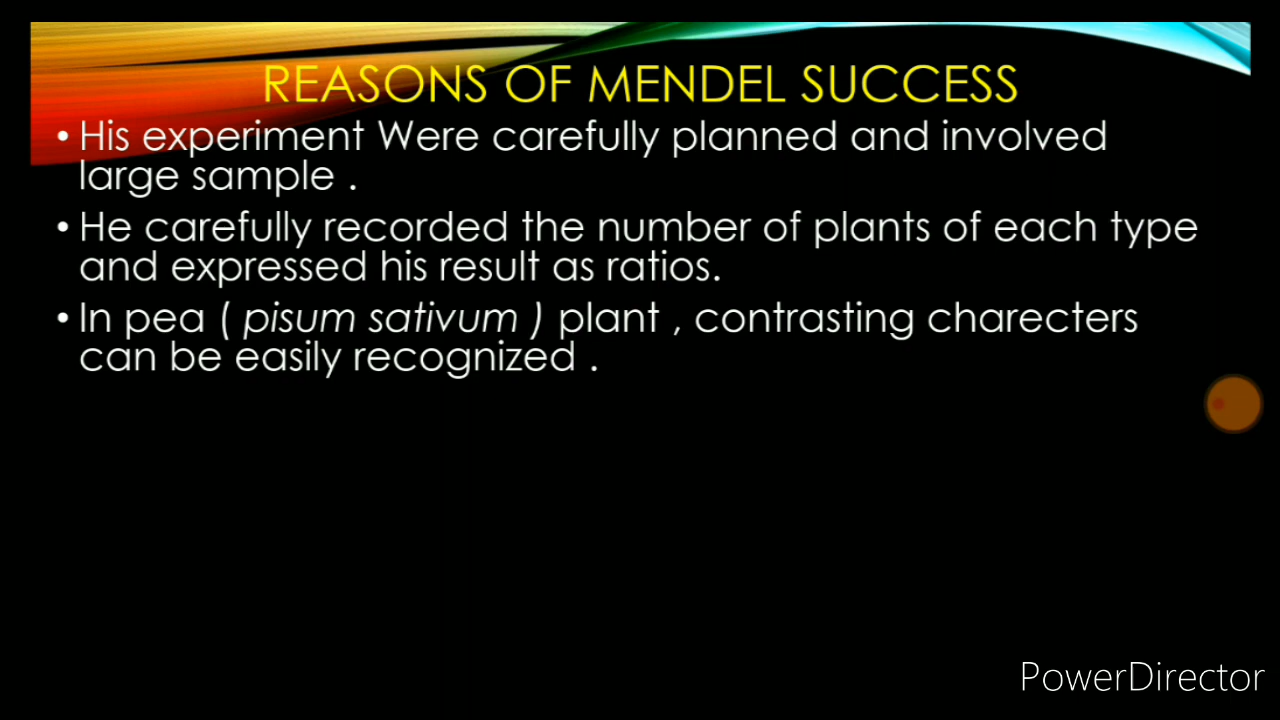 REASONS OF MENDEL SUCCESS
• His experiment Were carefully planned and involved
large sample .
• He carefully recorded the number of plants of each type
and expressed his result as ratios.
• In pea ( pisum sativum ) plant , contrasting charecters
can be easily recognized .
PowerDirector